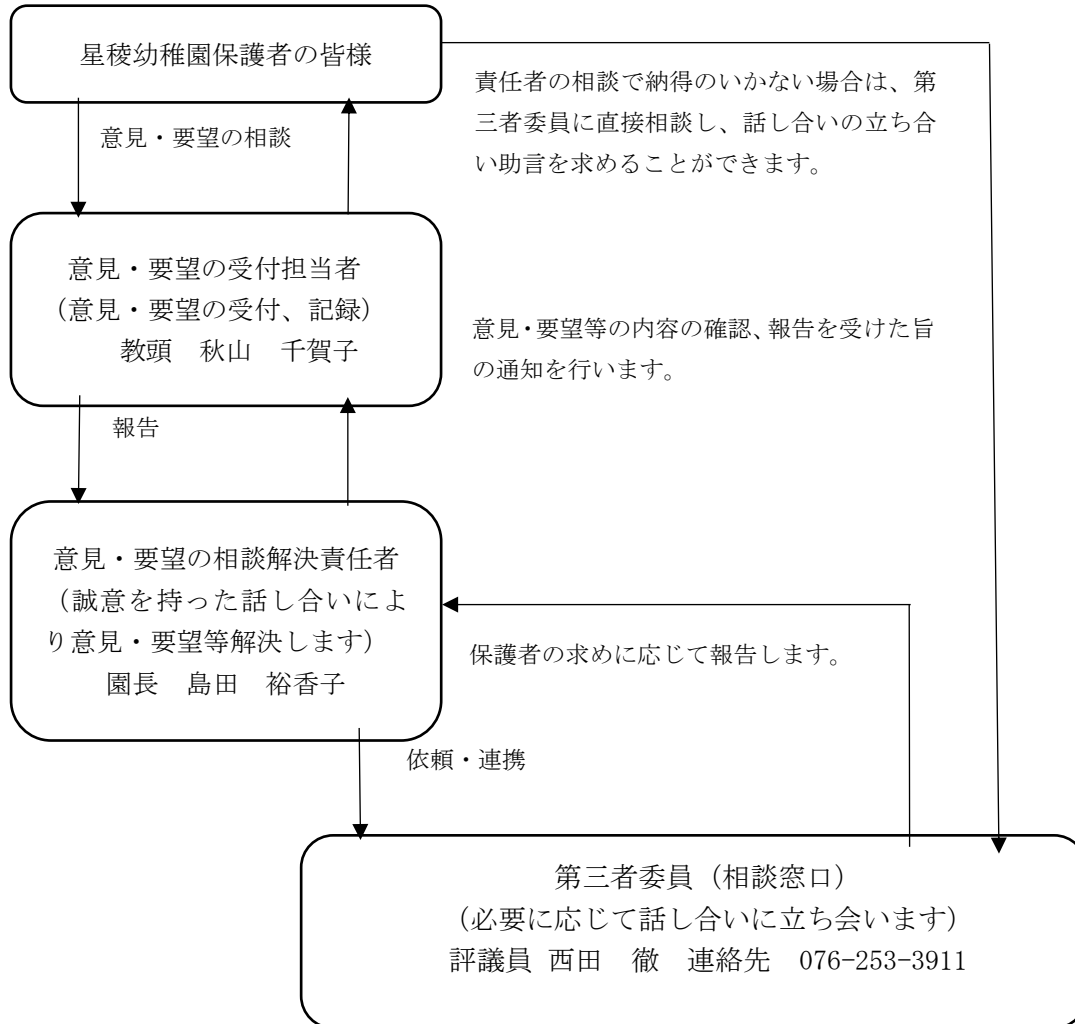 星稜幼稚園保護者の皆様
責任者の相談で納得のいかない場合は、第
三者委員に直接相談し、話し合いの立ち合
い助言を求めることができます。
意見・要望の相談
意見・要望の受付担当者
(意見・要望の受付、記録)
教頭　秋山　千賀子
意見・要望等の内容の確認、報告を受けた旨
の通知を行います。
報告
意見・要望の相談解決責任者
(誠意を持った話し合いによ
り意見・要望等解決します)
園長　島田　裕香子
保護者の求めに応じて報告します。
依頼・連携
第三者委員（相談窓口）
(必要に応じて話し合いに立ち会います)
評議員 西田　徹　連絡先　076-253-3911